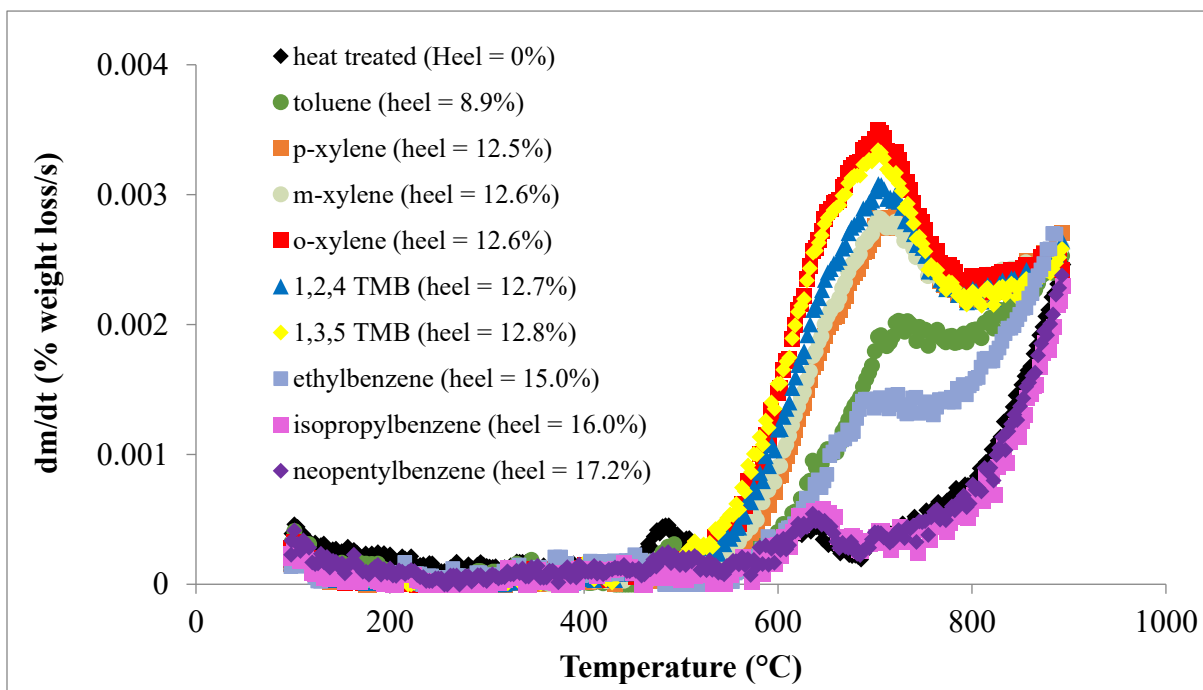 0.004
0.003
0.002
0.001
0
dm/dt (% weight loss/s)
heat treated (Heel = 0%)
toluene (heel = 8.9%)
p-xylene (heel = 12.5%)
m-xylene (heel = 12.6%)
o-xylene (heel = 12.6%)
1,2,4 TMB (heel = 12.7%)
1,3,5 TMB (heel = 12.8%)
ethylbenzene (heel = 15.0%)
isopropylbenzene (heel = 16.0%)
neopentylbenzene (heel = 17.2%)
0 200 400 600 800 1000
Temperature (°C)